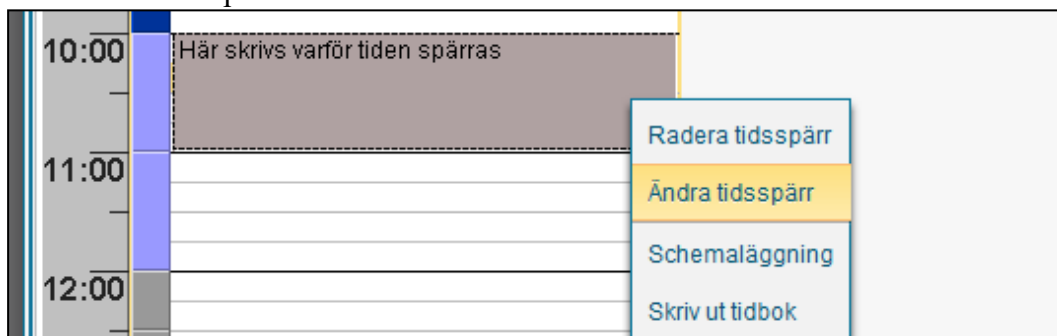 10:00 Här skrivs varför tiden spärras
Radera tidsspärr
11:00
Ändra tidsspärr
Schemaläggning
12:00
Skriv ut tidbok